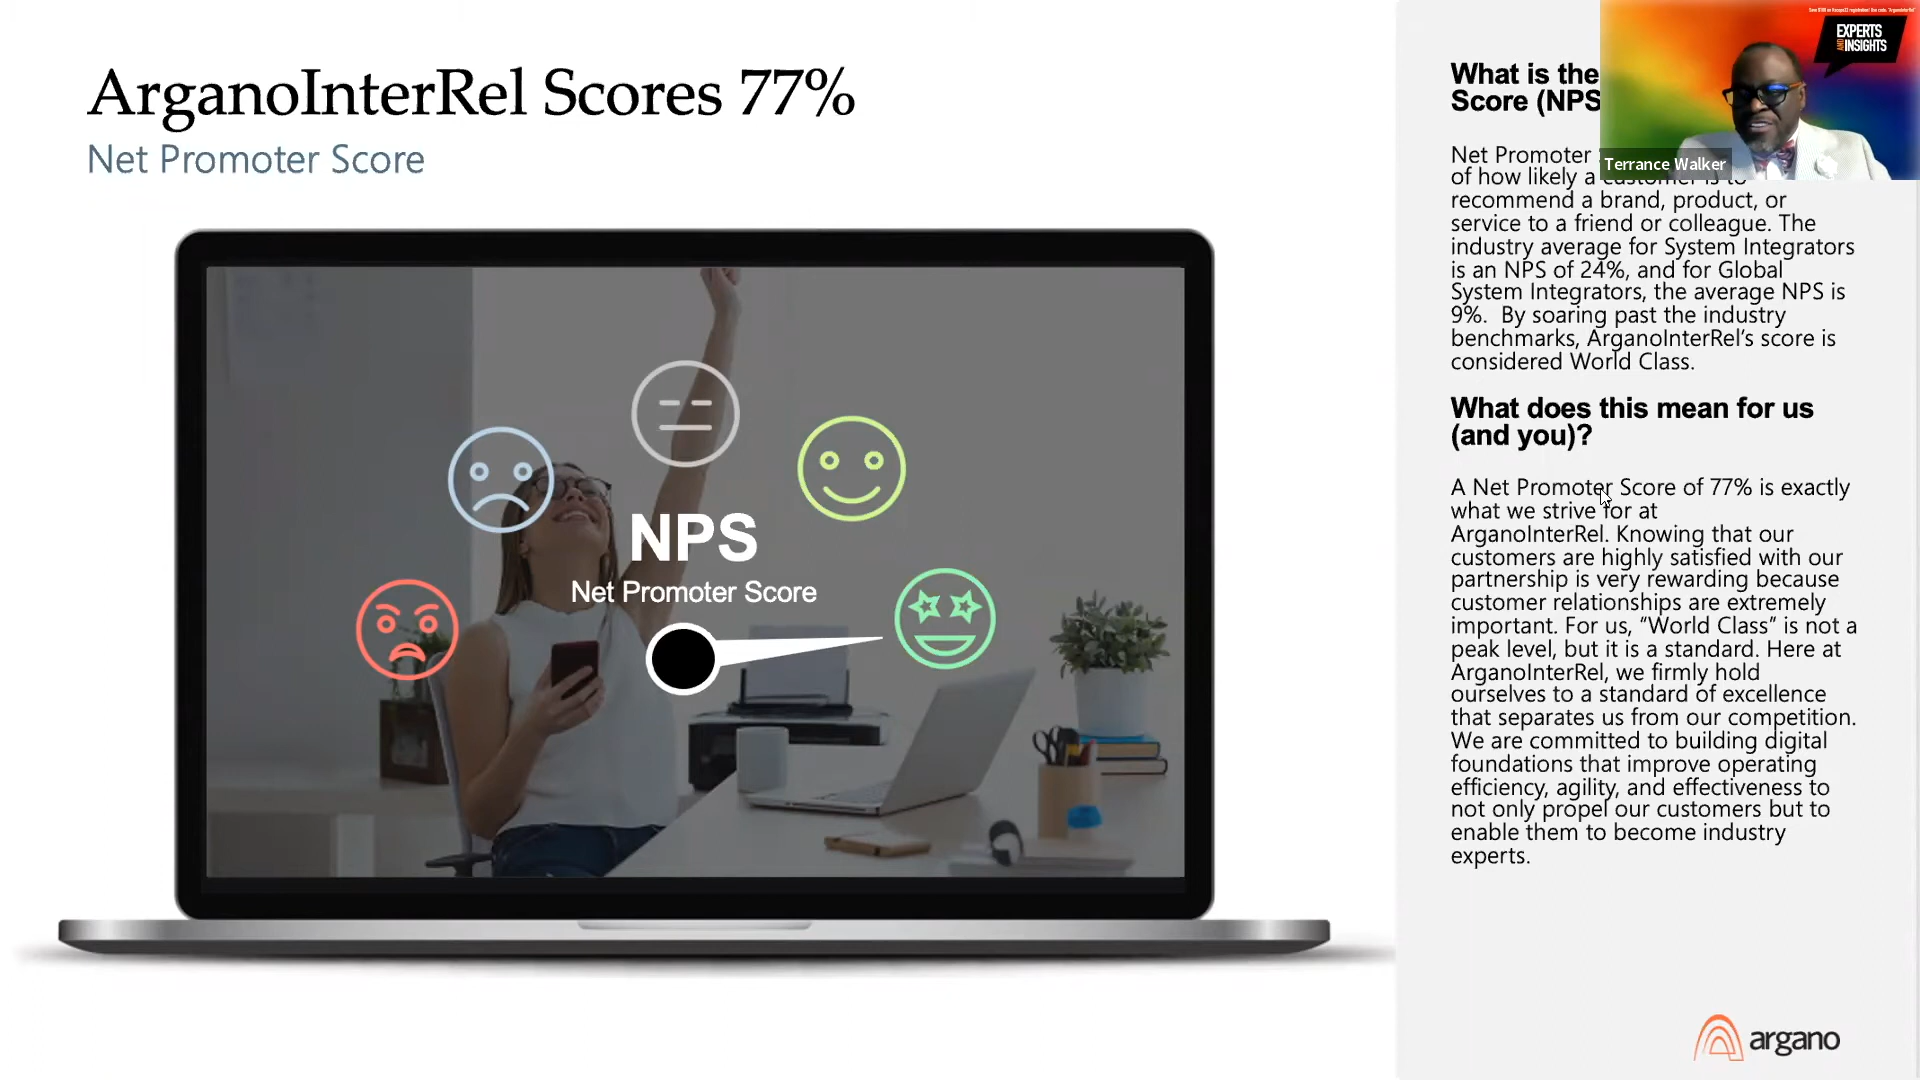 ArganoInterRel Scores 77%
Net Promoter Score
NPS
Net Promoter Score
What is the
Score (NPS
Net Promoter
of how likely a customer is to
recommend a brand, product, or
service to a friend or colleague. The
industry average for System Integrators
is an NPS of 24%, and for Global
System Integrators, the average NPS is
9%. By soaring past the industry
benchmarks, ArganoInterRel's score is
considered World Class.
What does this mean for us
(and you)?
A Net Promoter Score of 77% is exactly
what we strive for at
ArganoInterRel. Knowing that our
customers are highly satisfied with our
partnership is very rewarding because
customer relationships are extremely
important. For us, “World Class” is not a
peak level, but it is a standard. Here at
ArganoInterRel, we firmly hold
ourselves to a standard of excellence
that separates us from our competition.
We are committed to building digital
foundations that improve operating
efficiency, agility, and effectiveness to
not only propel our customers but to
enable them to become industry
experts.
EXPERTS
AND INSIGHTS
Terrance Walker
argano